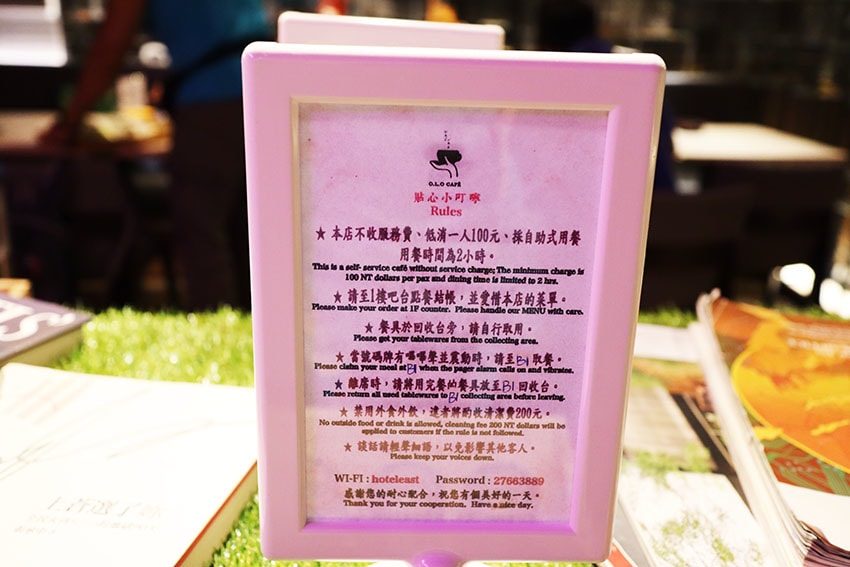 O.L.O CAFÉ
貼心小叮嚀
Rules
★ 本店不收服務費、低消一人100元、採自助式用餐
用餐時間為2小時。
This is a self- service café without service charge; The minimum charge is
100 NT dollars per pax and dining time is limited to 2 hrs.
★ 請至1樓吧台點餐結帳，並愛惜本店的菜單。
Please make your order at 1F counter. Please handle our MENU with care.
★ 餐具於回收台旁，請自行取用。
Please get your tablewares from the collecting area.
★ 當號碼牌有嗶嗶聲並震動時，請至B1取餐。
Please claim your meal at B1 when the pager alarm calls on and vibrates.
★ 離席時，請將用完餐的餐具放至B1回收台。
Please return all used tablewares to B1 collecting area before leaving.
★ 禁用外食外飲，違者將酌收清潔費200元。
No outside food or drink is allowed, cleaning fee 200 NT dollars will be
applied to customers if the rule is not followed.
★ 談話請輕聲細語，以免影響其他客人。
Please keep your voices down.
WI-FI : hoteleast Password : 27663889
感謝您的耐心配合，祝您有個美好的一天。
Thank you for your cooperation. Have a nice day.